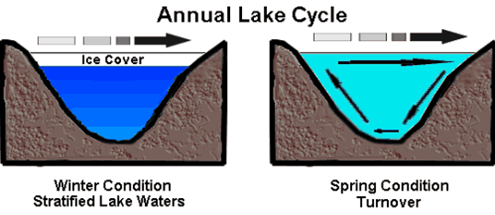 Annual Lake Cycle
Ice Cover
Winter Condition
Stratified Lake Waters
Spring Condition
Turnover